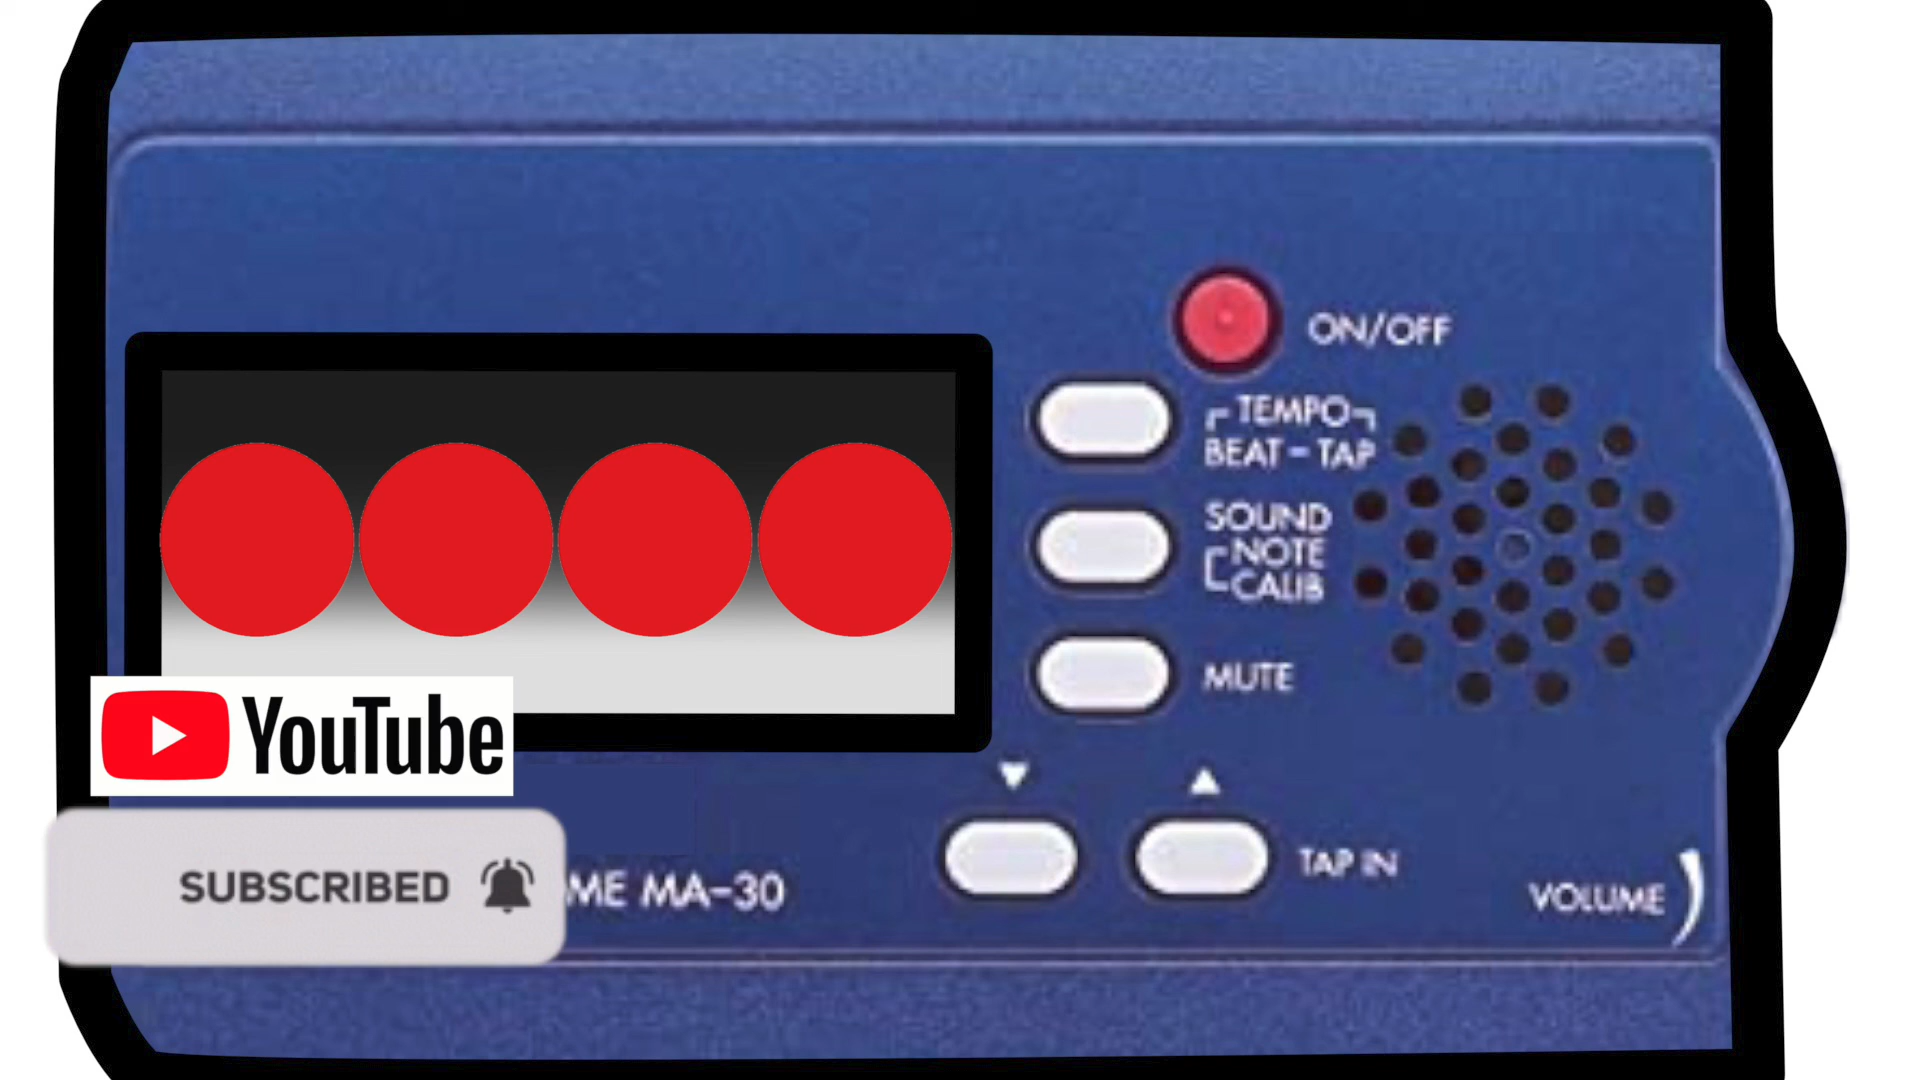 ON/OFF
TEMPO
BEAT – TAP
SOUND
NOTE
CALIB
MUTE
YouTube
TAP IN
SUBSCRIBED
ME MA-30
VOLUME